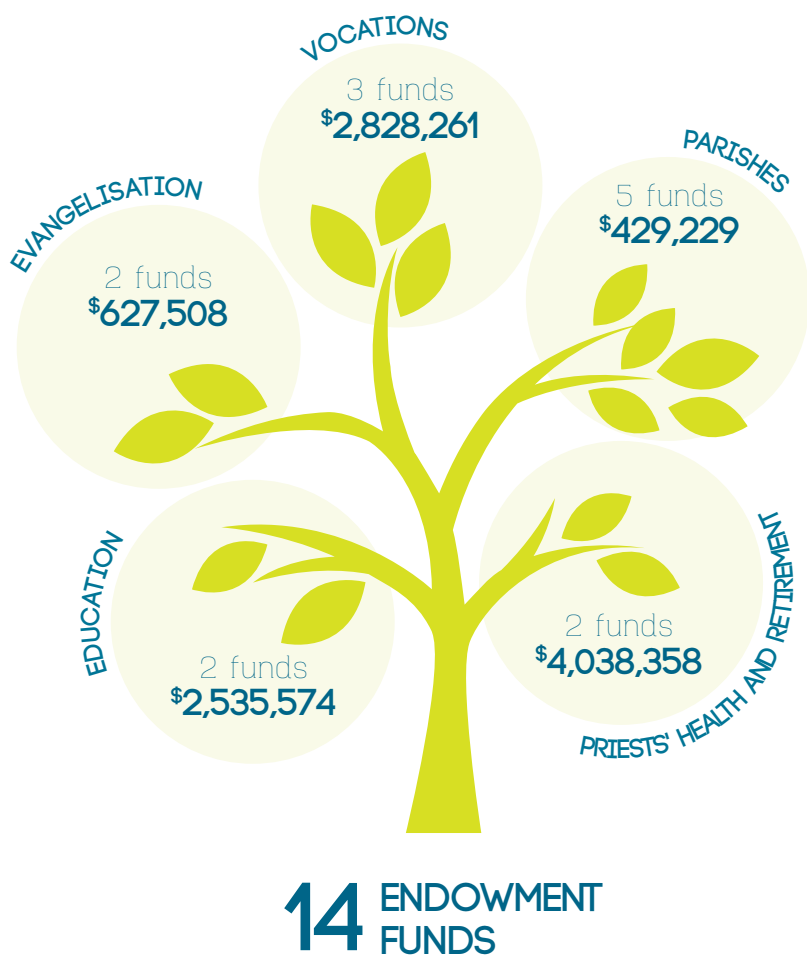 VOCATIONS
3 funds
$2,828,261
PARISHES
5 funds
$429,229
EVANGELISATION
2 funds
$627,508
EDUCATION
2 funds
$2,535,574
2 funds
$4,038,358
PRIESTS' HEALTH AND RETIREMENT
14 ENDOWMENT
FUNDS